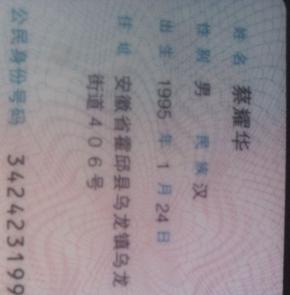 姓名 蔡耀华
性别 男 民族 汉
出生 1995 年 1 月 24 日
住址 安徽省霍邱县乌龙镇乌龙
街道406号
公民身份号码 3424231199